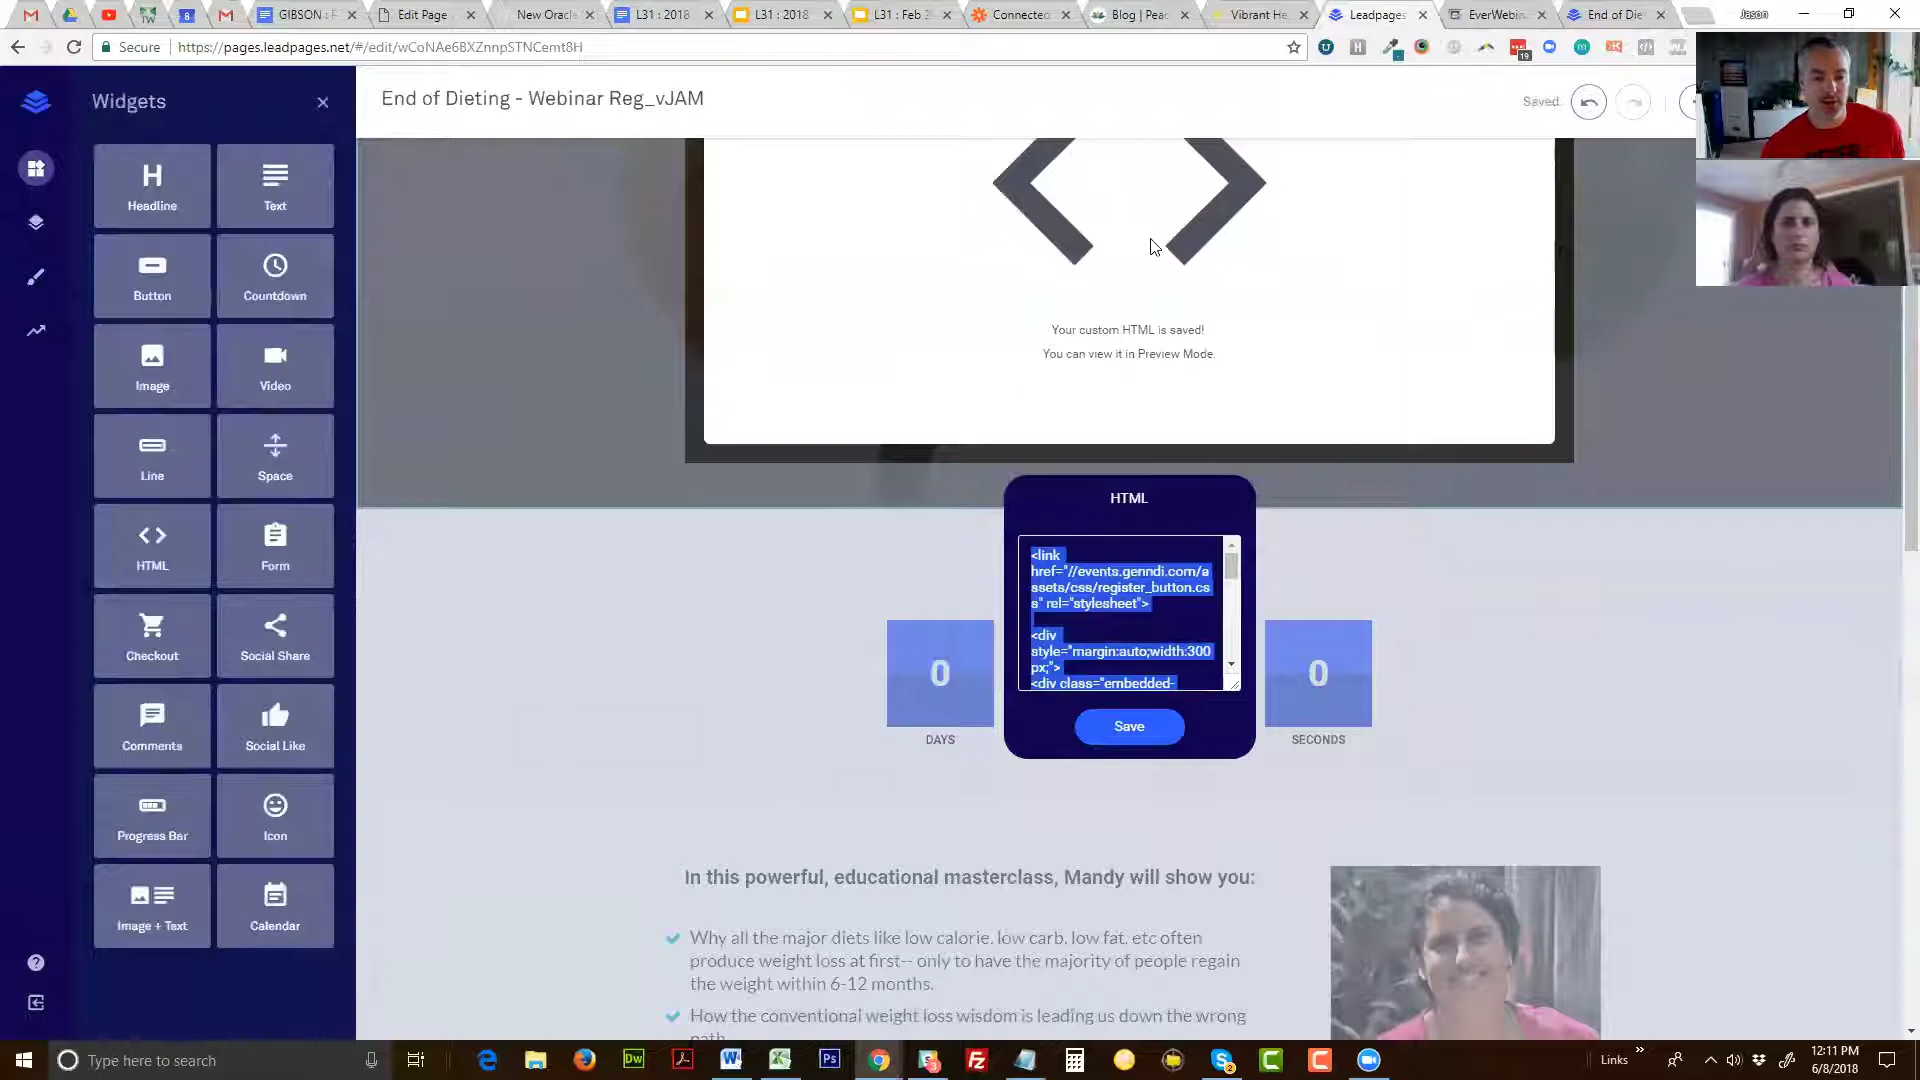 GIBSON : F
Edit Page
New Oracl
L31 : 2018
L31 : 2018
L31 : Feb 2
Connected
Blog | Peac
Vibrant He
Leadpages
EverWebin
End of Die
Jason
Secure
https://pages.leadpages.net/#/edit/wCoNAe6BXZnnpSTNCemt8H
19
Widgets
End of Dieting - Webinar Reg_vJAM
Saved
Headline
Text
Button
Countdown
Image
Video
Line
Space
HTML
Form
Checkout
Social Share
Comments
Social Like
Progress Bar
Icon
Image + Text
Calendar
Your custom HTML is saved!
You can view it in Preview Mode.
HTML
<link
href="//events.genndi.com/a
ssets/css/register_button.cs
s" rel="stylesheet">
<div
style="margin:auto;width:300
px;">
<div class="embedded-
Save
0
DAYS
0
SECONDS
In this powerful, educational masterclass, Mandy will show you:
Why all the major diets like low calorie, low carb, low fat, etc often
produce weight loss at first-- only to have the majority of people regain
the weight within 6-12 months.
How the conventional weight loss wisdom is leading us down the wrong
path
Type here to search
Links
12:11 PM
6/8/2018